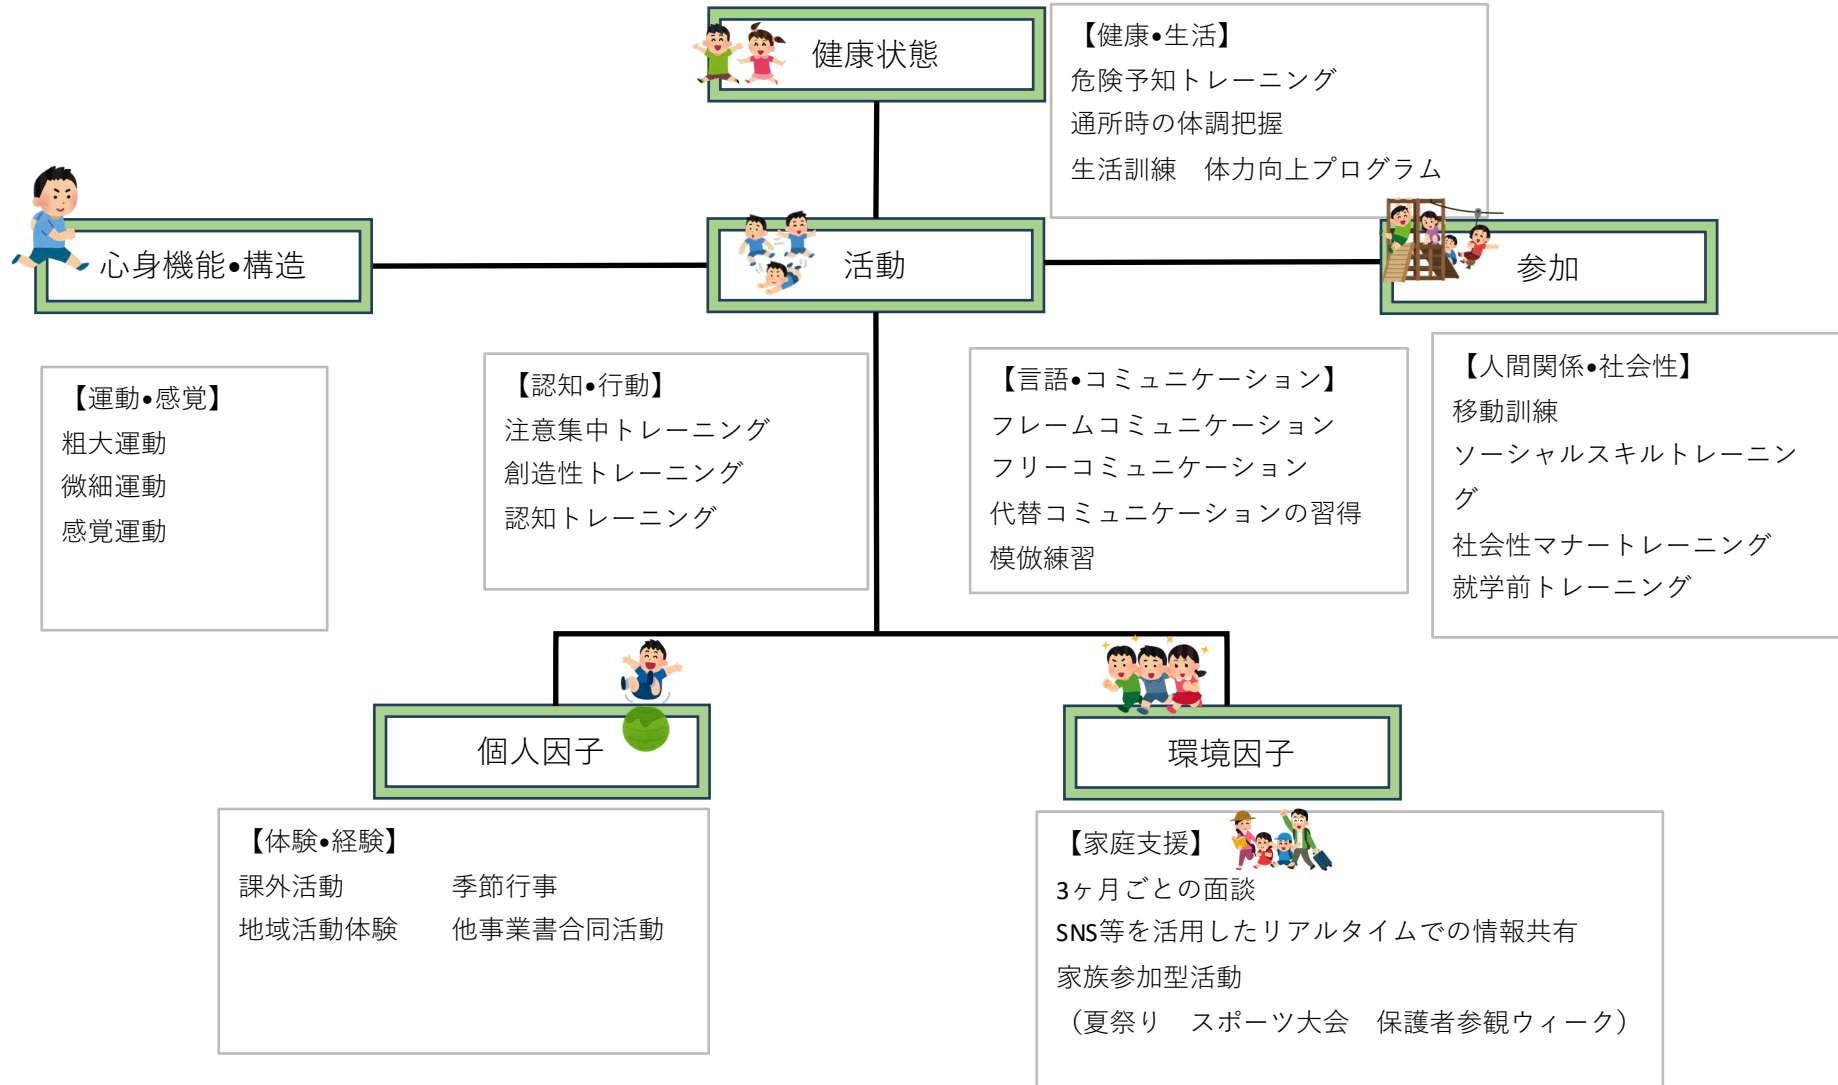 健康状態
【健康•生活】
危険予知トレーニング
通所時の体調把握
生活訓練　体力向上プログラム
心身機能•構造
活動
参加
【運動•感覚】
粗大運動
微細運動
感覚運動
【認知•行動】
注意集中トレーニング
創造性トレーニング
認知トレーニング
【言語•コミュニケーション】
フレームコミュニケーション
フリーコミュニケーション
代替コミュニケーションの習得
模倣練習
【人間関係•社会性】
移動訓練
ソーシャルスキルトレーニン
グ
社会性マナートレーニング
就学前トレーニング
個人因子
環境因子
【体験•経験】
課外活動　　　　季節行事
地域活動体験　　他事業書合同活動
【家庭支援】
3ヶ月ごとの面談
SNS等を活用したリアルタイムでの情報共有
家族参加型活動
（夏祭り　スポーツ大会　保護者参観ウィーク）